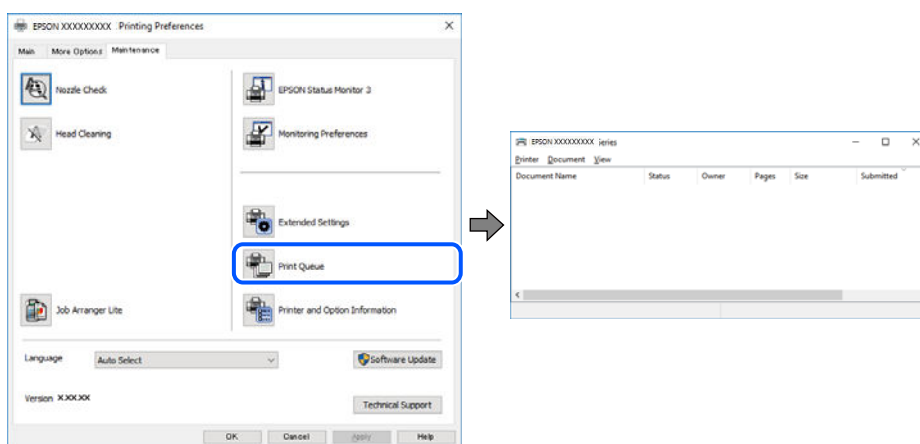 EPSON XXXXXXXXX Printing Preferences
Main More Options Maintenance
Nozzle Check
EPSON Status Monitor 3
Head Cleaning
Monitoring Preferences
Extended Settings
Print Queue
Job Arranger Lite
Printer and Option Information
Language Auto Select
Software Update
Version X.XX.XX
Technical Support
OK Cancel Apply Help
EPSON XXXXXXXXX
Printer Document View
Document Name Status Owner Pages Size Submitted